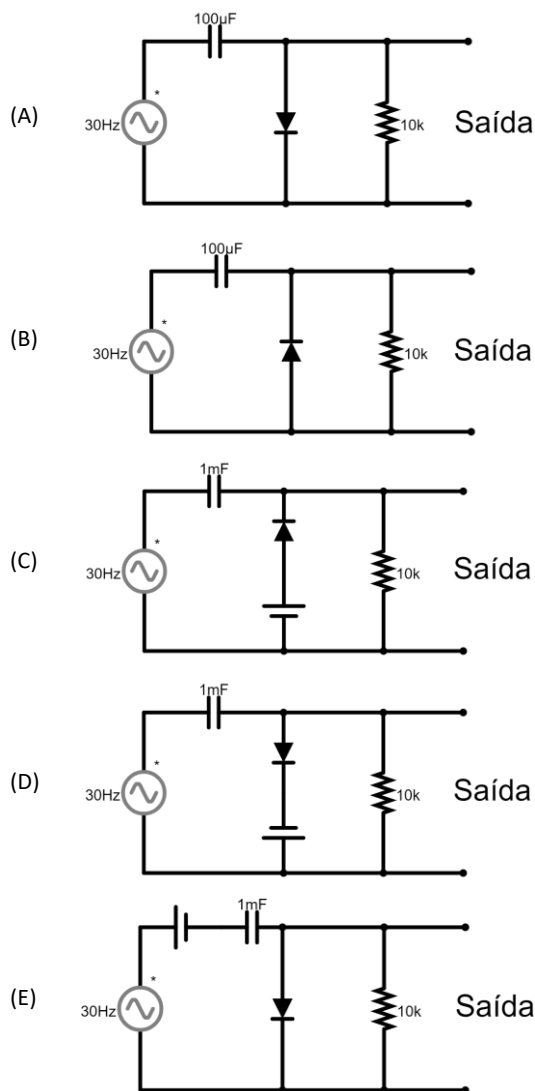 100µF
(A)
*
30Hz
10k
Saída
100µF
(B)
*
30Hz
10k
Saída
1mF
(C)
*
30Hz
10k
Saída
1mF
(D)
*
30Hz
10k
Saída
1mF
(E)
*
30Hz
10k
Saída